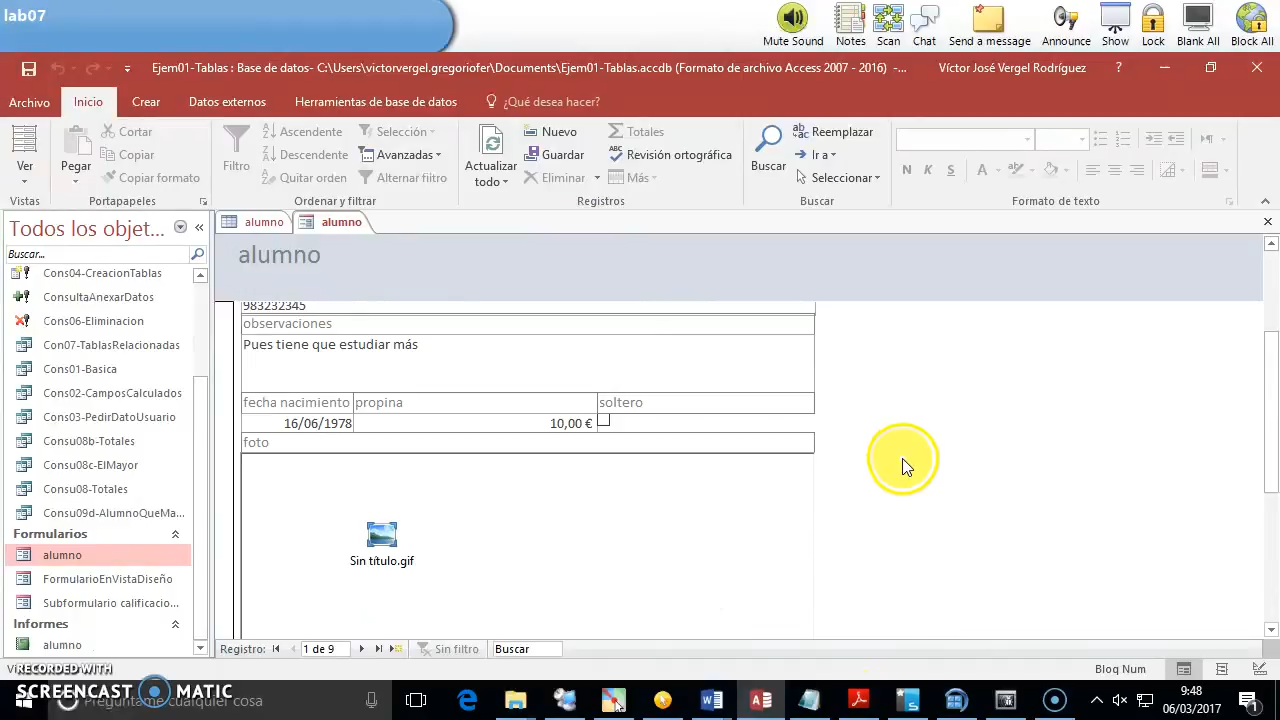 lab07
Mute Sound
Notes
Scan
Chat
Send a message
Announce
Show
Lock
Blank All
Block All
Ejem01-Tablas : Base de datos- C:\Users\victorvergel.gregoriofer\Documents\Ejem01-Tablas.accdb (Formato de archivo Access 2007 - 2016) -...
Víctor José Vergel Rodríguez
?
Archivo
Inicio
Crear
Datos externos
Herramientas de base de datos
¿Qué desea hacer?
Ver
Vistas
Pegar
Cortar
Copiar
Copiar formato
Portapapeles
Filtro
Ascendente
Descendente
Quitar orden
Selección
Avanzadas
Alternar filtro
Ordenar y filtrar
Actualizar
todo
Nuevo
Guardar
Eliminar
Totales
Revisión ortográfica
Más
Registros
Buscar
Reemplazar
Ir a
Seleccionar
Buscar
N K S
A
Formato de texto
Todos los objet...
Buscar...
Cons04-CreacionTablas
ConsultaAnexarDatos
Cons06-Eliminacion
Con07-TablasRelacionadas
Cons01-Basica
Cons02-CamposCalculados
Cons03-PedirDatoUsuario
Consu08b-Totales
Consu08c-ElMayor
Consu08-Totales
Consu09d-AlumnoQueMa...
Formularios
alumno
FormularioEnVistaDiseño
Subformulario calificacio...
Informes
alumno
alumno
alumno
alumno
983232345
observaciones
Pues tiene que estudiar más
fecha nacimiento
propina
soltero
16/06/1978
10,00 €
foto
Sin título.gif
Registro:
1 de 9
Sin filtro
Buscar
Bloq Num
RECORDED WITH
SCREENCAST MATIC
Pregúntame cualquier cosa
9:48
06/03/2017
1